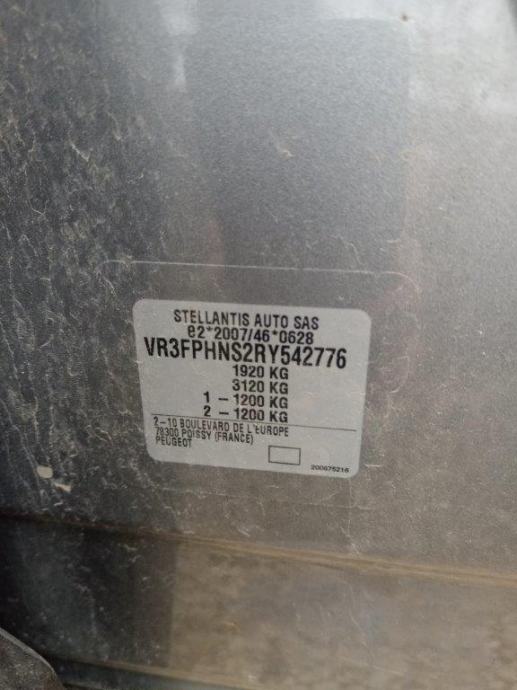 STELLANTIS AUTO SAS
e2*2007/46*0628
VR3FPHNS2RY542776
1920 KG
3120 KG
1 - 1200 KG
2 - 1200 KG
2-10 BOULEVARD DE L'EUROPE
78300 POISSY (FRANCE)
PEUGEOT
200675216